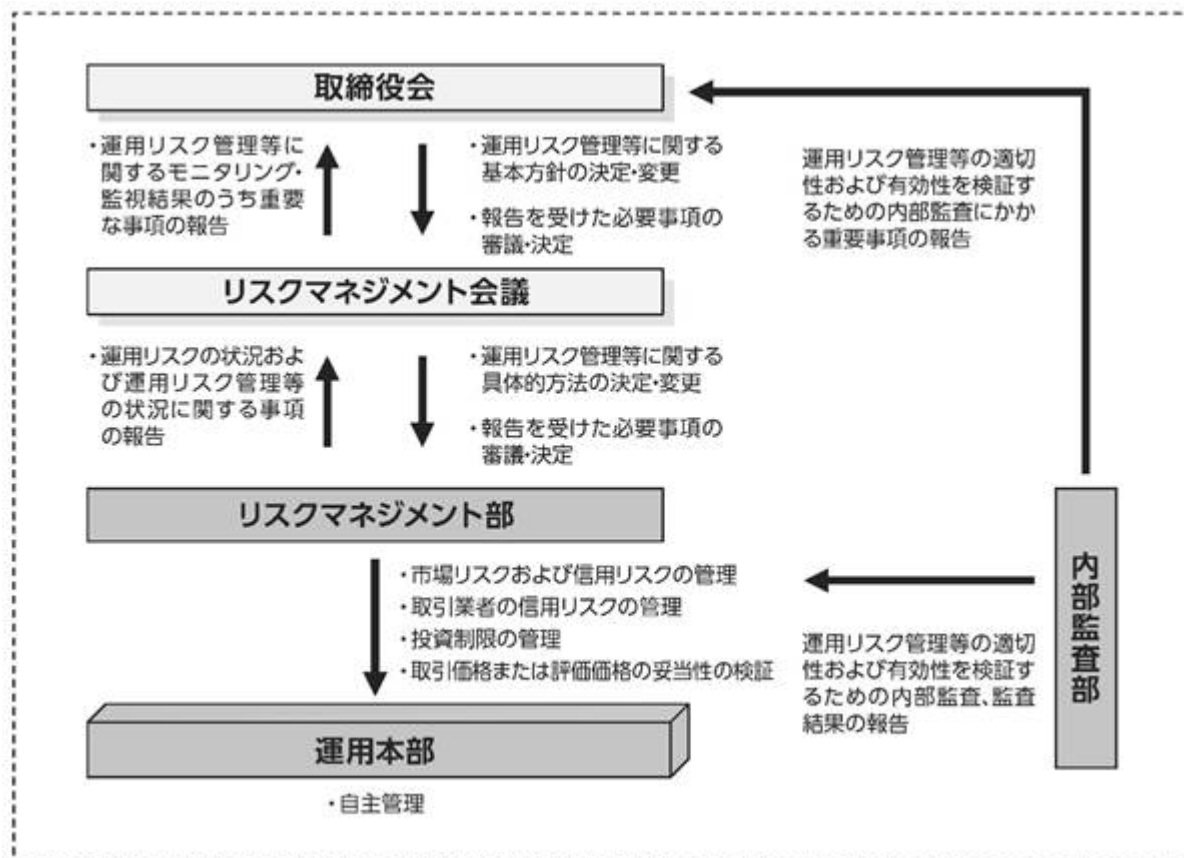 取締役会
・運用リスク管理等に
関するモニタリング・
監視結果のうち重要
な事項の報告
・運用リスク管理等に関する
基本方針の決定・変更
・報告を受けた必要事項の
審議・決定
運用リスク管理等の適切
性および有効性を検証す
るための内部監査にかか
る重要事項の報告
リスクマネジメント会議
・運用リスクの状況およ
び運用リスク管理等
の状況に関する事項
の報告
・運用リスク管理等に関する
具体的方法の決定・変更
・報告を受けた必要事項の
審議・決定
リスクマネジメント部
・市場リスクおよび信用リスクの管理
・取引業者の信用リスクの管理
・投資制限の管理
・取引価格または評価価格の妥当性の検証
内部監査部
運用リスク管理等の適切
性および有効性を検証す
るための内部監査、監査
結果の報告
運用本部
・自主管理